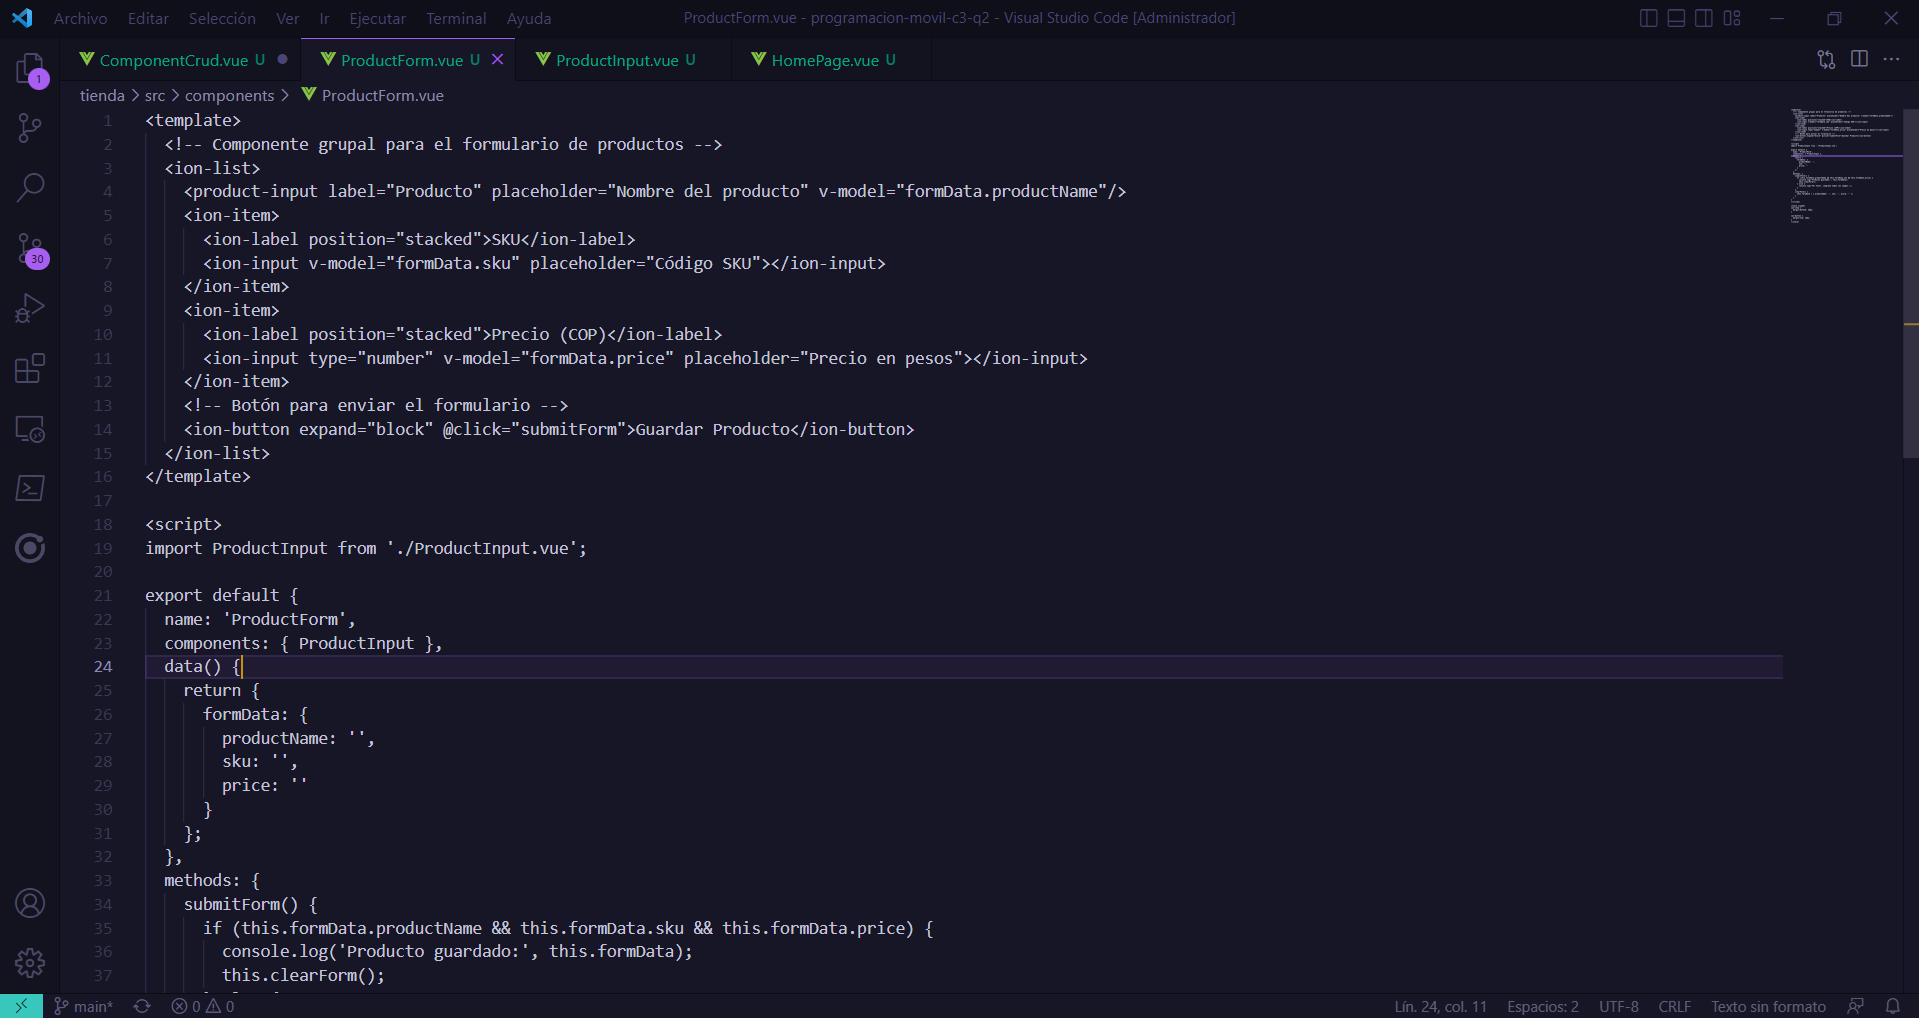 Archivo Editar Selección Ver Ir Ejecutar Terminal Ayuda
ProductForm.vue - programacion-movil-c3-q2 - Visual Studio Code [Administrador]
ComponentCrud.vue U
ProductForm.vue U
ProductInput.vue U
HomePage.vue U
1
30
tienda > src > components > ProductForm.vue
1 <template>
2 <!-- Componente grupal para el formulario de productos -->
3 <ion-list>
4 <product-input label="Producto" placeholder="Nombre del producto" v-model="formData.productName"/>
5 <ion-item>
6 <ion-label position="stacked">SKU</ion-label>
7 <ion-input v-model="formData.sku" placeholder="Código SKU"></ion-input>
8 </ion-item>
9 <ion-item>
10 <ion-label position="stacked">Precio (COP)</ion-label>
11 <ion-input type="number" v-model="formData.price" placeholder="Precio en pesos"></ion-input>
12 </ion-item>
13 <!-- Botón para enviar el formulario -->
14 <ion-button expand="block" @click="submitForm">Guardar Producto</ion-button>
15 </ion-list>
16 </template>
17
18 <script>
19 import ProductInput from './ProductInput.vue';
20
21 export default {
22 name: 'ProductForm',
23 components: { ProductInput },
24 data() {
25 return {
26 formData: {
27 productName: '',
28 sku: '',
29 price: ''
30 }
31 };
32 },
33 methods: {
34 submitForm() {
35 if (this.formData.productName && this.formData.sku && this.formData.price) {
36 console.log('Producto guardado:', this.formData);
37 this.clearForm();
main* 0 0
Lín. 24, col. 11 Espacios: 2 UTF-8 CRLF Texto sin formato